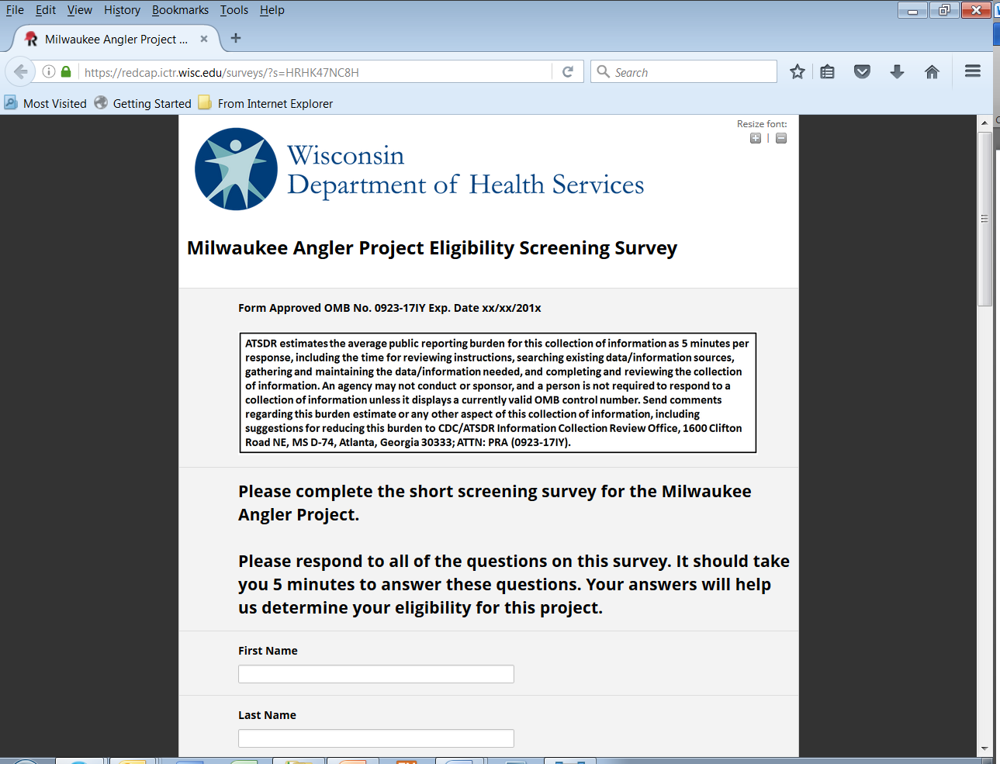 File Edit View History Bookmarks Tools Help
Milwaukee Angler Project ...
https://redcap.ictr.wisc.edu/surveys/?s=HRHK47NC8H
Search
Most Visited Getting Started From Internet Explorer
Resize font:
Wisconsin
Department of Health Services
Milwaukee Angler Project Eligibility Screening Survey
Form Approved OMB No. 0923-17IY Exp. Date xx/xx/201x
ATSDR estimates the average public reporting burden for this collection of information as 5 minutes per
response, including the time for reviewing instructions, searching existing data/information sources,
gathering and maintaining the data/information needed, and completing and reviewing the collection
of information. An agency may not conduct or sponsor, and a person is not required to respond to a
collection of information unless it displays a currently valid OMB control number. Send comments
regarding this burden estimate or any other aspect of this collection of information, including
suggestions for reducing this burden to CDC/ATSDR Information Collection Review Office, 1600 Clifton
Road NE, MS D-74, Atlanta, Georgia 30333; ATTN: PRA (0923-17IY).
Please complete the short screening survey for the Milwaukee
Angler Project.
Please respond to all of the questions on this survey. It should take
you 5 minutes to answer these questions. Your answers will help
us determine your eligibility for this project.
First Name
Last Name